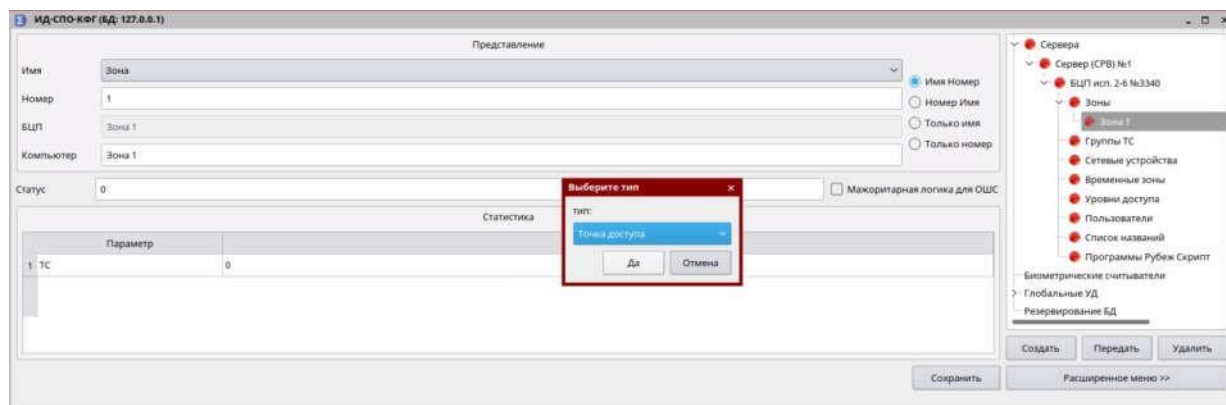 ИД-СПО-КФГ (БД: 127.0.0.1)
Представление
Имя
Зона
Номер
1
БЦП
Зона 1
Компьютер
Зона 1
Имя Номер
Номер Имя
Только имя
Только номер
Статус
0
Мажоритарная логика для ОШС
Статистика
Параметр
1 ТС
0
Выберите тип
тип:
Точка доступа
Да
Отмена
Сервера
Сервер (СРВ) №1
БЦП исп. 2-6 №3340
Зоны
Зона 1
Группы ТС
Сетевые устройства
Временные зоны
Уровни доступа
Пользователи
Список названий
Программы Рубеж Скрипт
Биометрические считыватели
Глобальные УД
Резервирование БД
Создать
Передать
Удалить
Сохранить
Расширенное меню >>